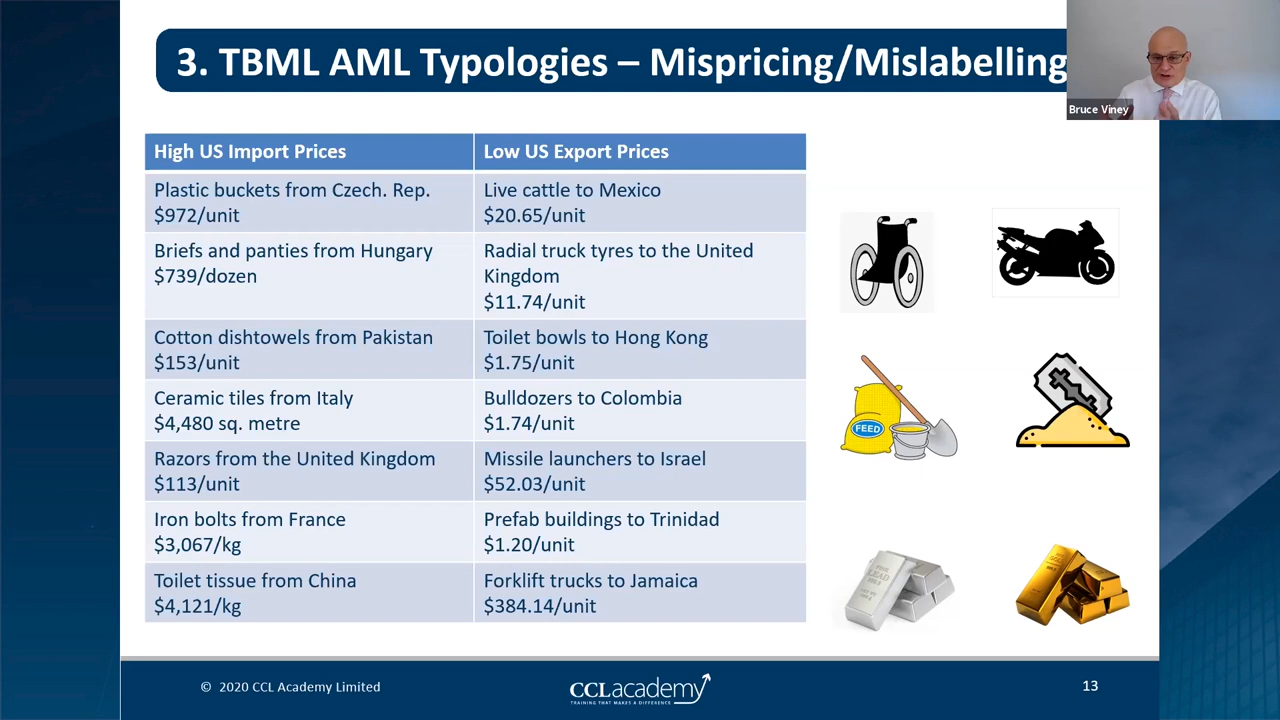 3. TBML AML Typologies – Mispricing/Mislabelling
Bruce Viney
High US Import Prices
Low US Export Prices
Plastic buckets from Czech. Rep.
$972/unit
Live cattle to Mexico
$20.65/unit
Briefs and panties from Hungary
$739/dozen
Radial truck tyres to the United
Kingdom
$11.74/unit
Cotton dishtowels from Pakistan
$153/unit
Toilet bowls to Hong Kong
$1.75/unit
Ceramic tiles from Italy
$4,480 sq. metre
Bulldozers to Colombia
$1.74/unit
Razors from the United Kingdom
$113/unit
Missile launchers to Israel
$52.03/unit
Iron bolts from France
$3,067/kg
Prefab buildings to Trinidad
$1.20/unit
Toilet tissue from China
$4,121/kg
Forklift trucks to Jamaica
$384.14/unit
FEED
LEAD
© 2020 CCL Academy Limited
CCLacademy
TRAINING THAT MAKES A DIFFERENCE
13